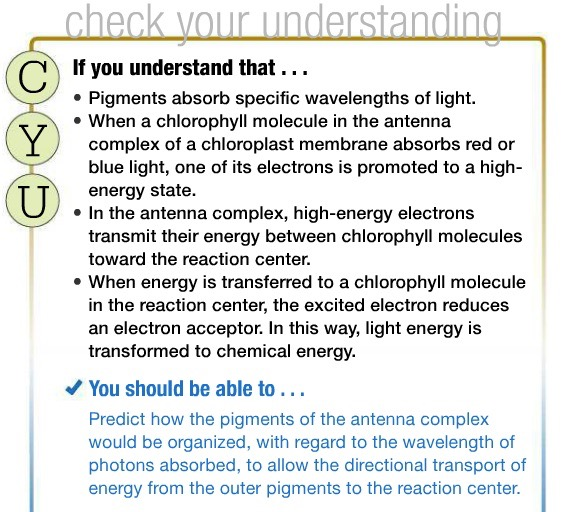 check your understanding
C
Y
U
If you understand that . . .
• Pigments absorb specific wavelengths of light.
• When a chlorophyll molecule in the antenna
complex of a chloroplast membrane absorbs red or
blue light, one of its electrons is promoted to a high-
energy state.
• In the antenna complex, high-energy electrons
transmit their energy between chlorophyll molecules
toward the reaction center.
• When energy is transferred to a chlorophyll molecule
in the reaction center, the excited electron reduces
an electron acceptor. In this way, light energy is
transformed to chemical energy.
✔ You should be able to . . .
Predict how the pigments of the antenna complex
would be organized, with regard to the wavelength of
photons absorbed, to allow the directional transport of
energy from the outer pigments to the reaction center.